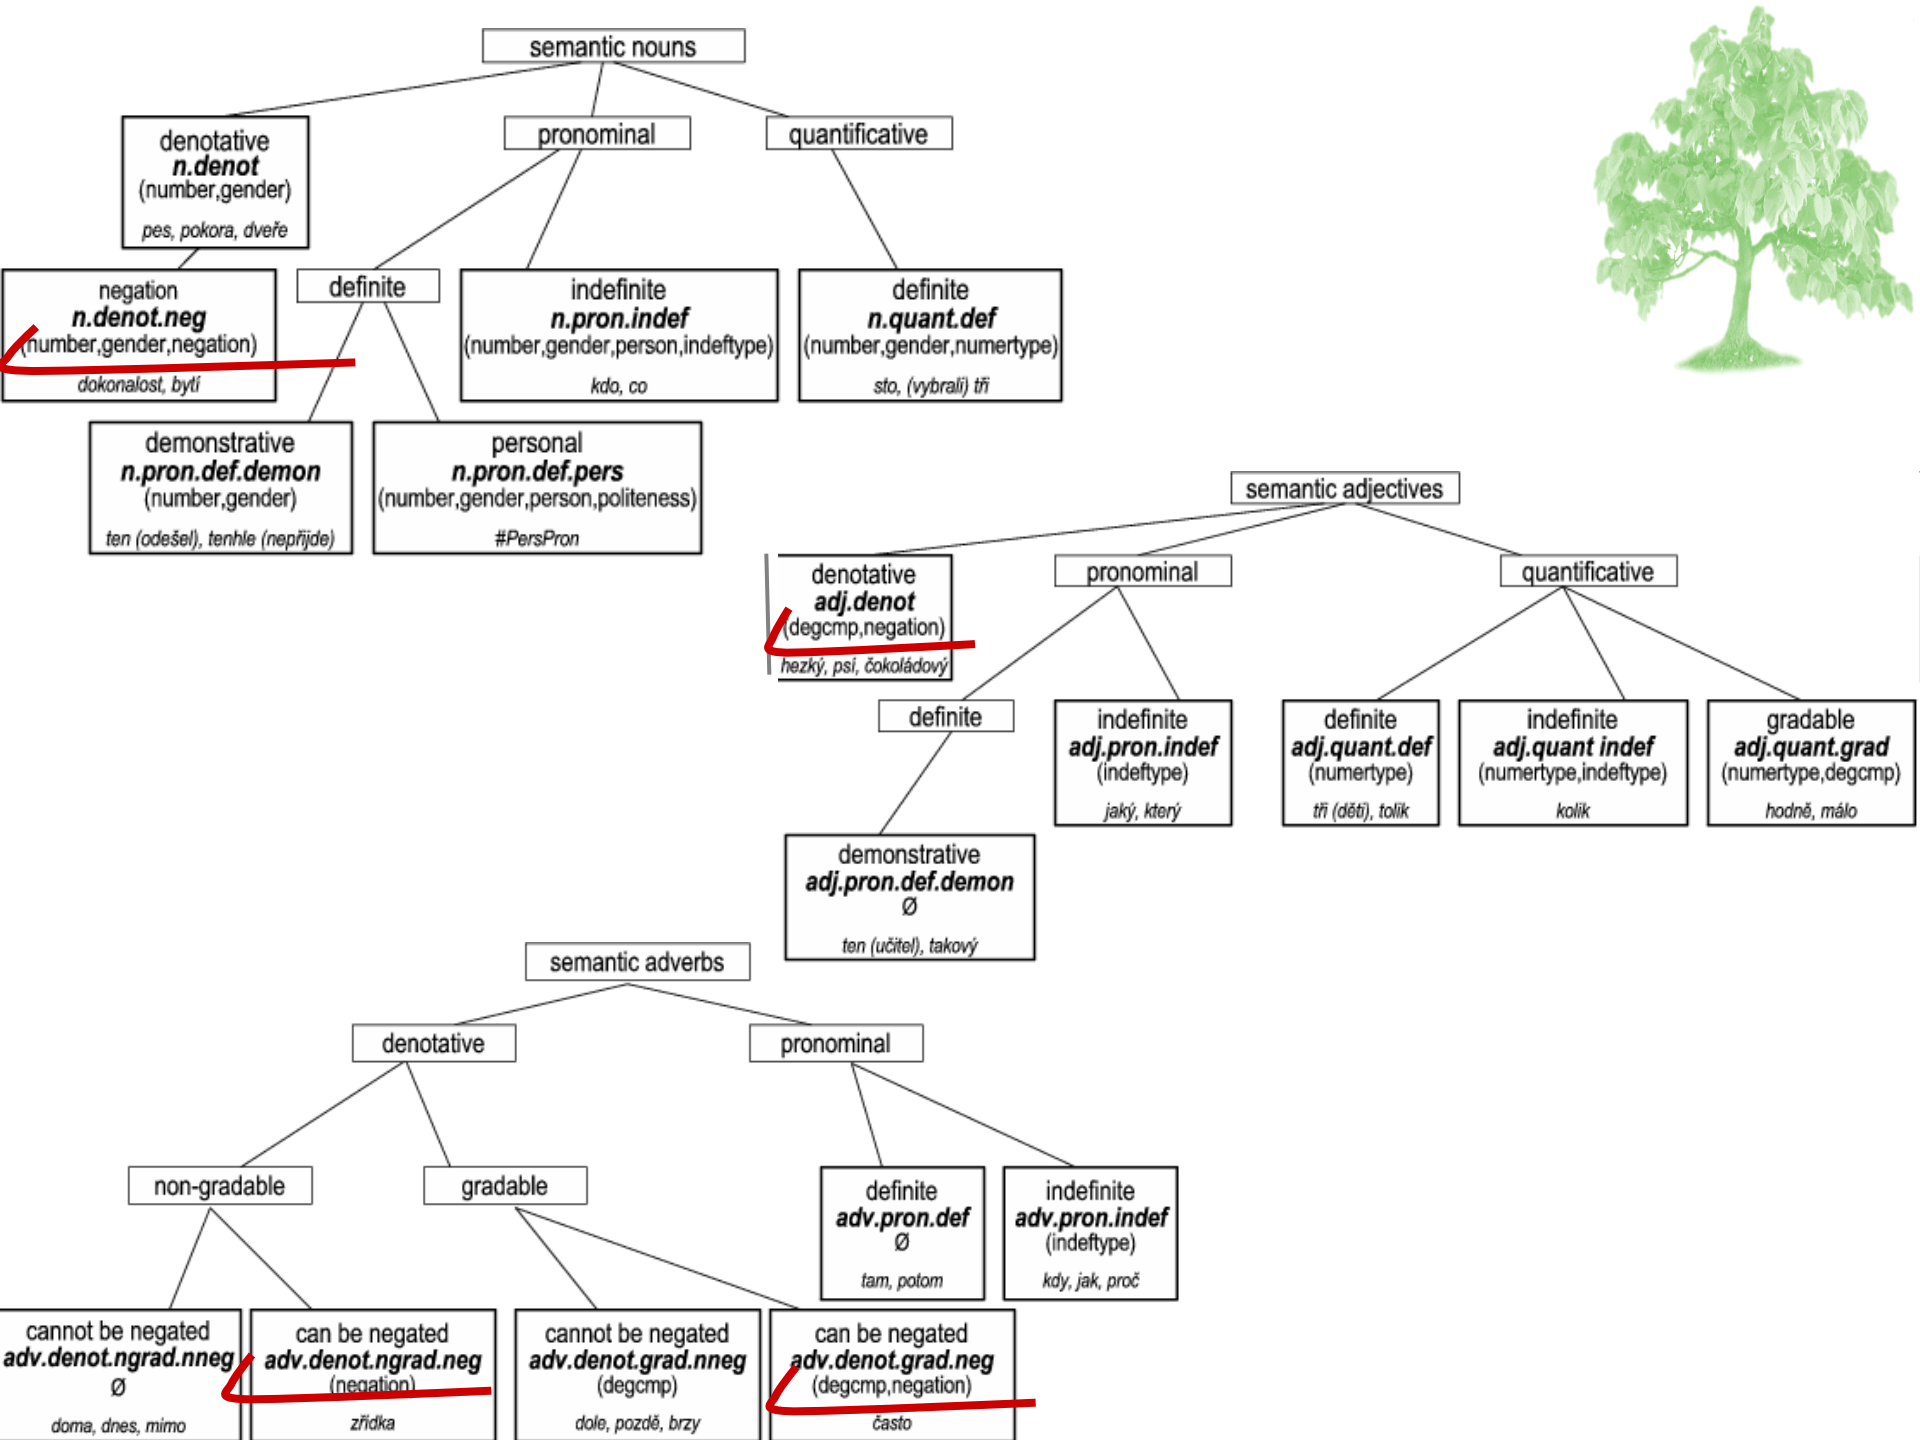 semantic nouns
denotative
n.denot
(number,gender)
pes, pokora, dveře
pronominal
quantificative
negation
n.denot.neg
(number,gender,negation)
dokonalost, bytí
definite
indefinite
n.pron.indef
(number,gender,person,indeftype)
kdo, co
definite
n.quant.def
(number,gender,numertype)
sto, (vybrali) tři
demonstrative
n.pron.def.demon
(number,gender)
ten (odešel), tenhle (nepřijde)
personal
n.pron.def.pers
(number,gender,person,politeness)
#PersPron
semantic adjectives
denotative
adj.denot
(degcmp,negation)
hezký, psí, čokoládový
pronominal
quantificative
definite
indefinite
adj.pron.indef
(indeftype)
jaký, který
definite
adj.quant.def
(numertype)
tři (děti), tolik
indefinite
adj.quant indef
(numertype,indeftype)
kolik
gradable
adj.quant.grad
(numertype,degcmp)
hodně, málo
demonstrative
adj.pron.def.demon
Ø
ten (učitel), takový
semantic adverbs
denotative
pronominal
non-gradable
gradable
definite
adv.pron.def
Ø
tam, potom
indefinite
adv.pron.indef
(indeftype)
kdy, jak, proč
cannot be negated
adv.denot.ngrad.nneg
Ø
doma, dnes, mimo
can be negated
adv.denot.ngrad.neg
(negation)
zřídka
cannot be negated
adv.denot.grad.nneg
(degcmp)
dole, pozdě, brzy
can be negated
adv.denot.grad.neg
(degcmp,negation)
často